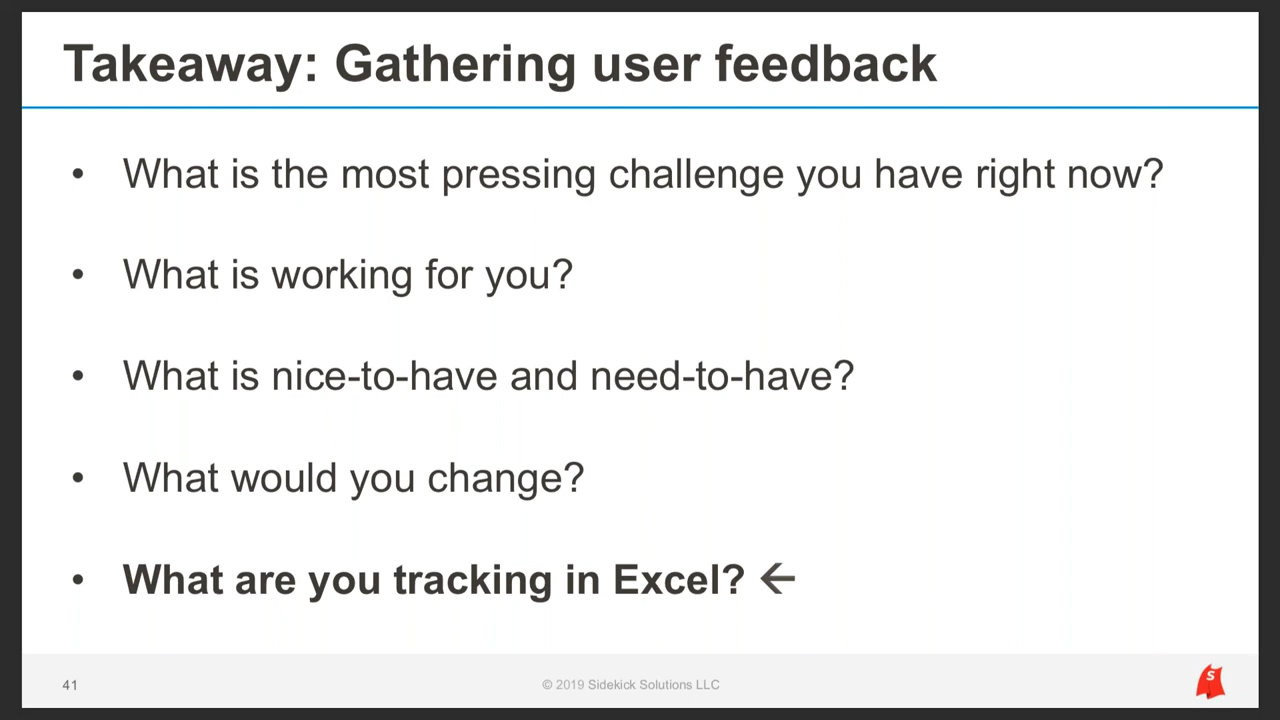 Takeaway: Gathering user feedback
• What is the most pressing challenge you have right now?
• What is working for you?
• What is nice-to-have and need-to-have?
• What would you change?
• What are you tracking in Excel? ←
41
© 2019 Sidekick Solutions LLC
S